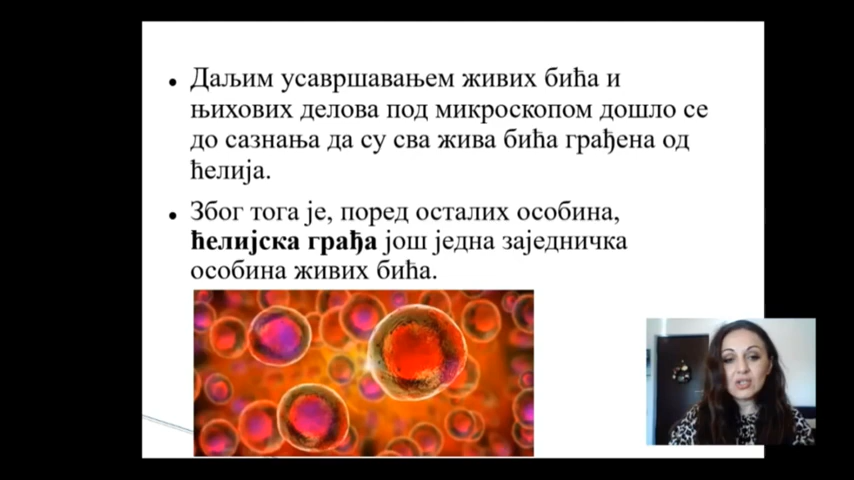 Даљим усавршавањем живих бића и
њихових делова под микроскопом дошло се
до сазнања да су сва жива бића грађена од
ћелија.
Због тога је, поред осталих особина,
ћелијска грађа још једна заједничка
особина живих бића.